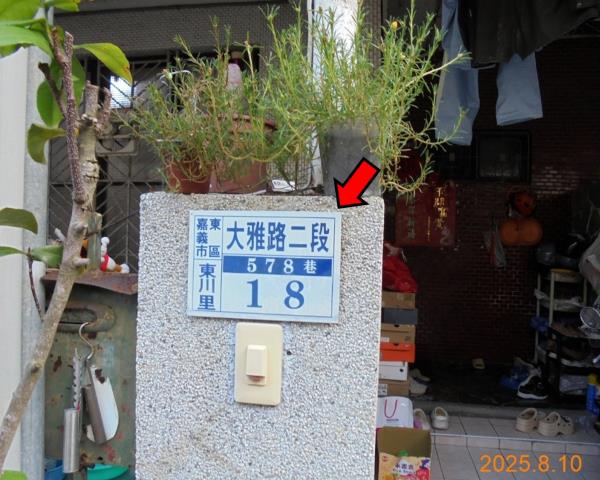 嘉義市 東區
東川里
大雅路二段
578巷
18
2025.8.10